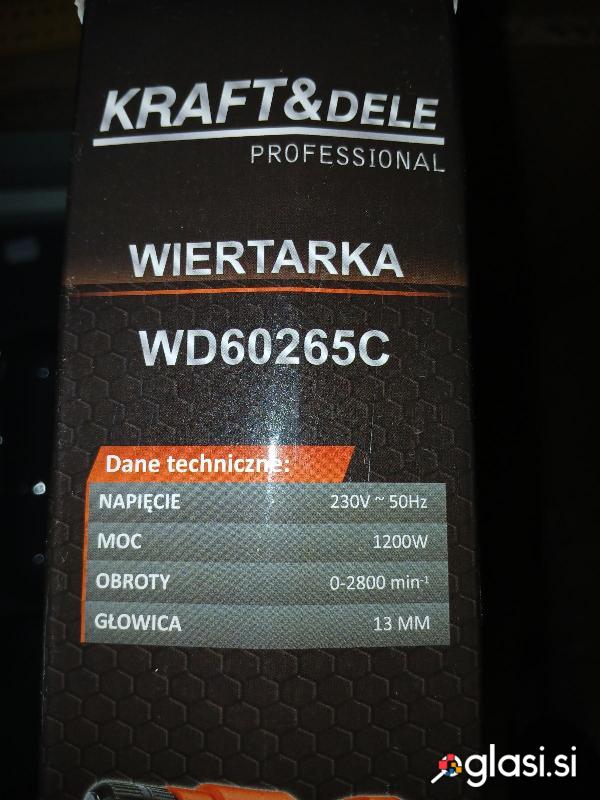 KRAFT&DELE
PROFESSIONAL
WIERTARKA
WD60265C
Dane techniczne:
NAPIĘCIE 230V ~ 50Hz
MOC 1200W
OBROTY 0-2800 min⁻¹
GŁOWICA 13 MM
oglasi.si